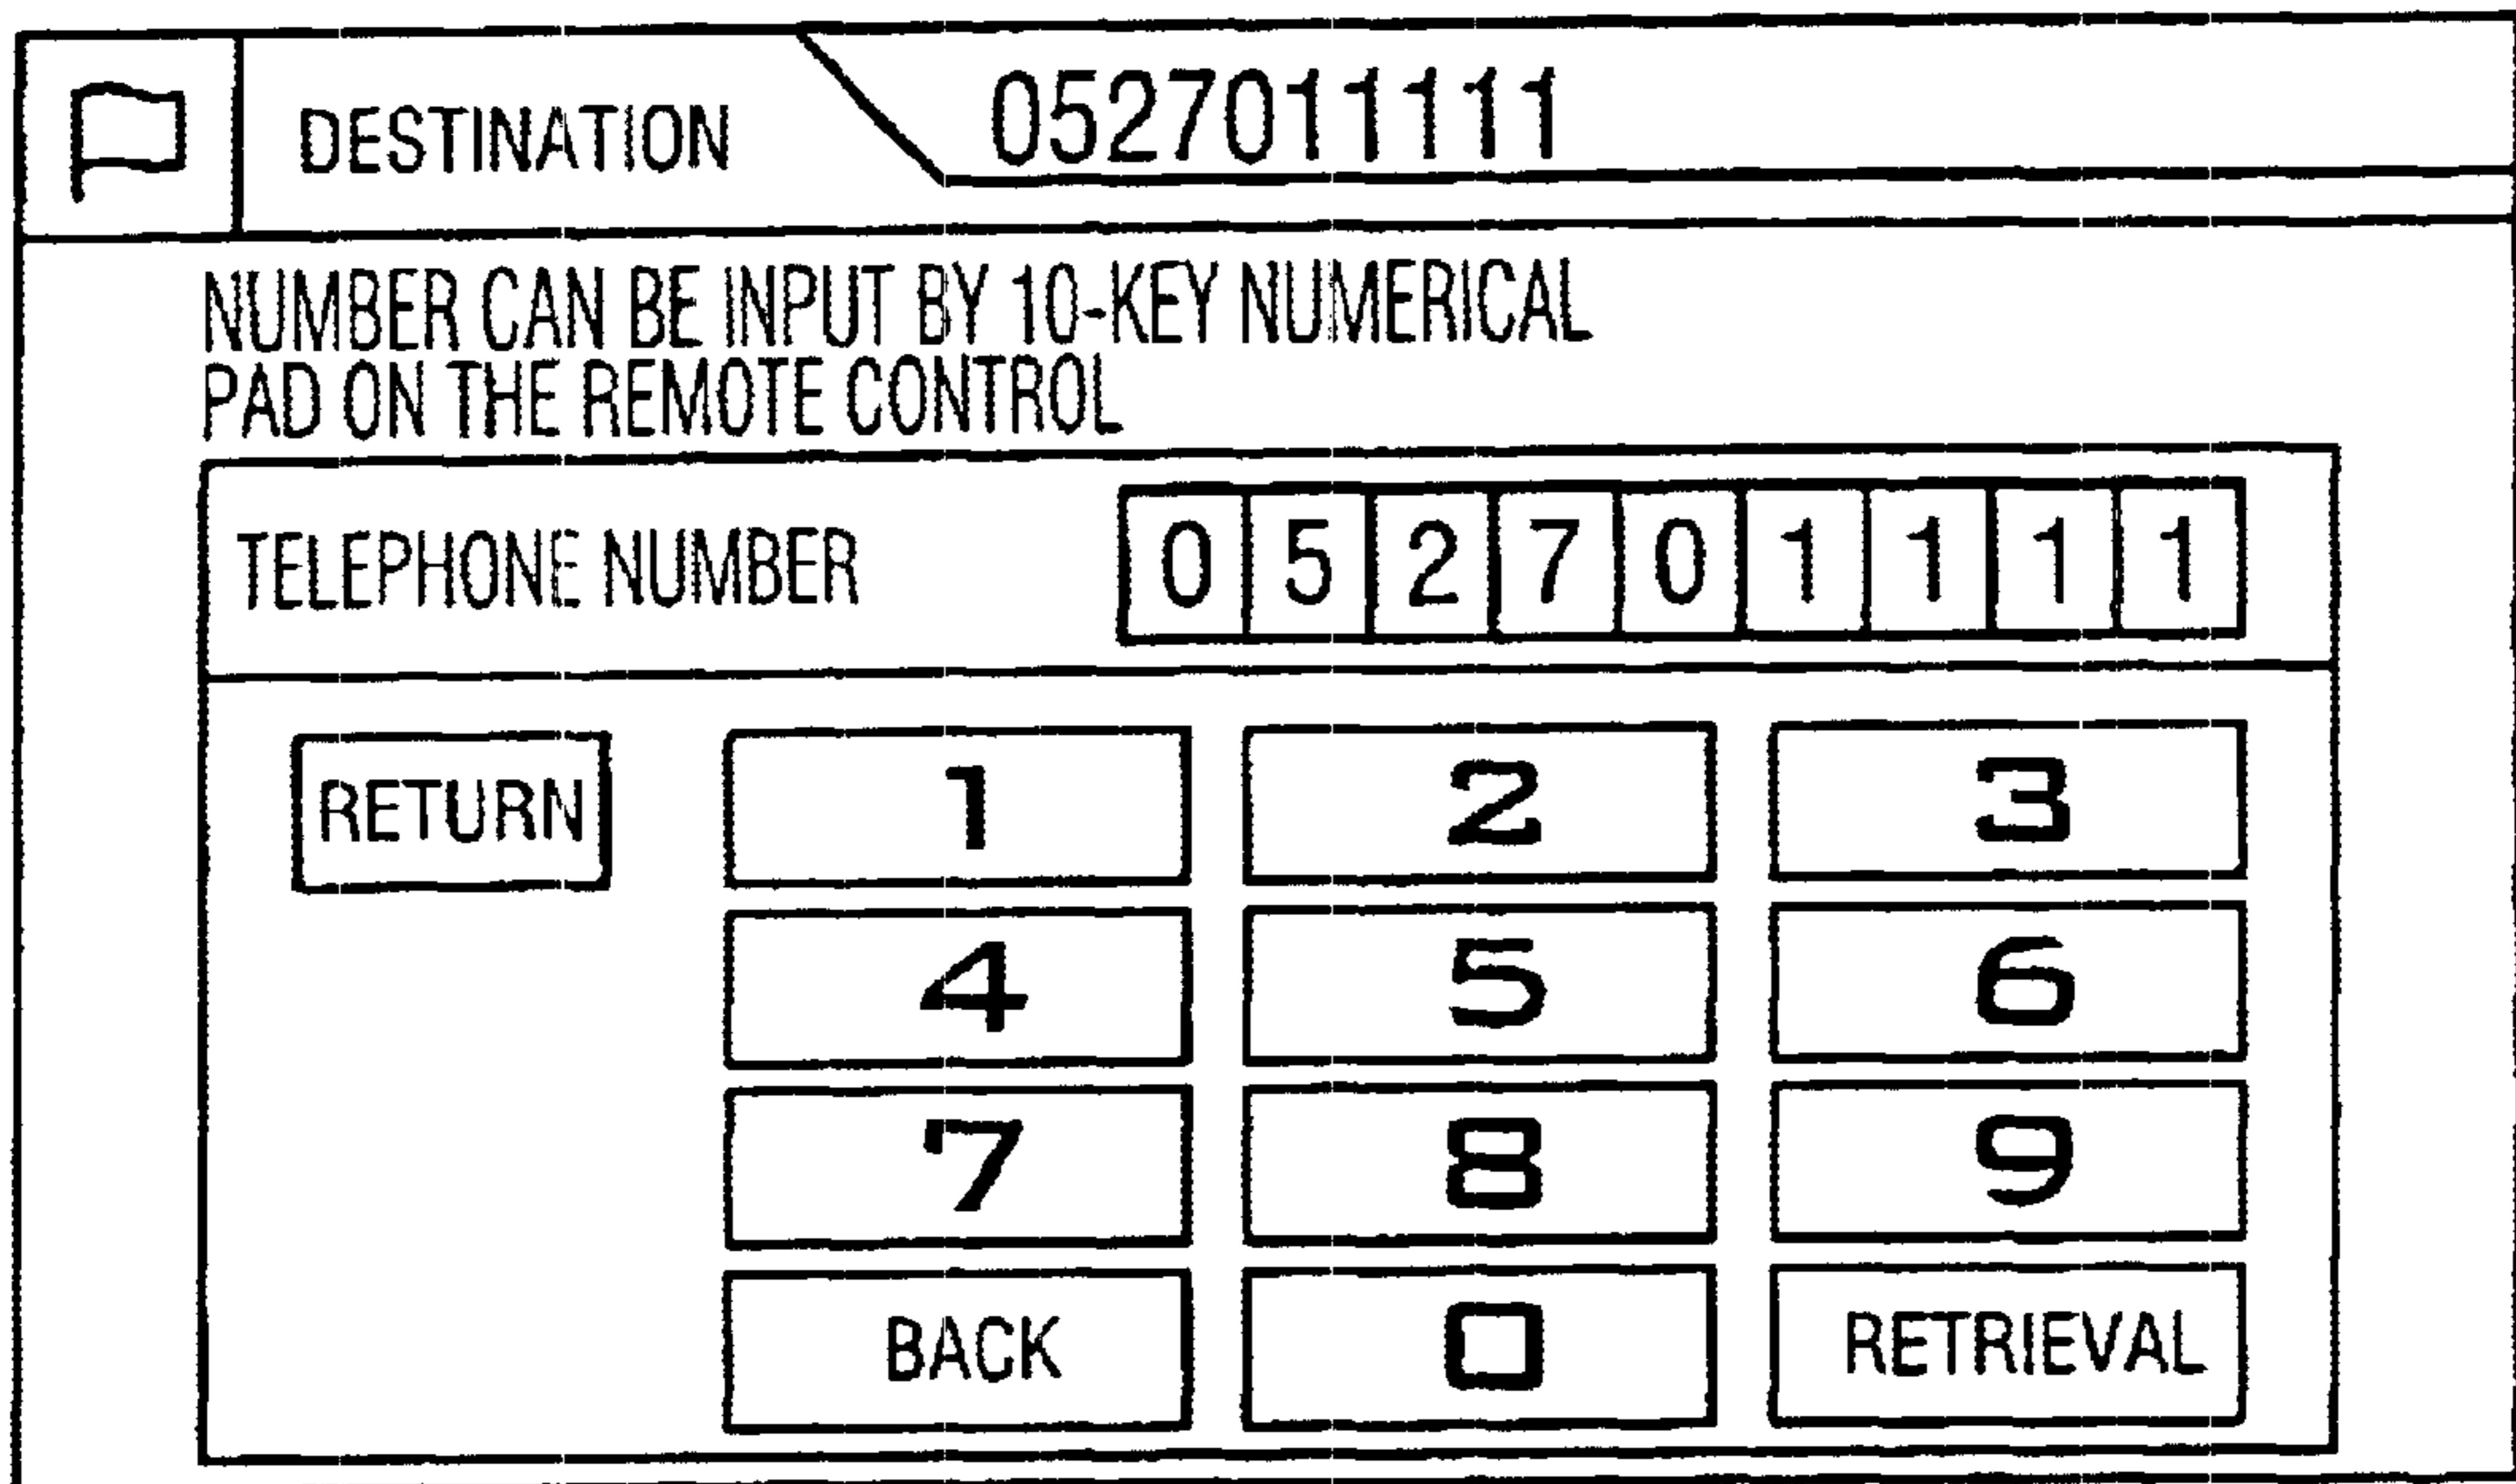 DESTINATION 0527011111
NUMBER CAN BE INPUT BY 10-KEY NUMERICAL
PAD ON THE REMOTE CONTROL
TELEPHONE NUMBER 0 5 2 7 0 1 1 1 1
RETURN 1 2 3
4 5 6
7 8 9
BACK 0 RETRIEVAL